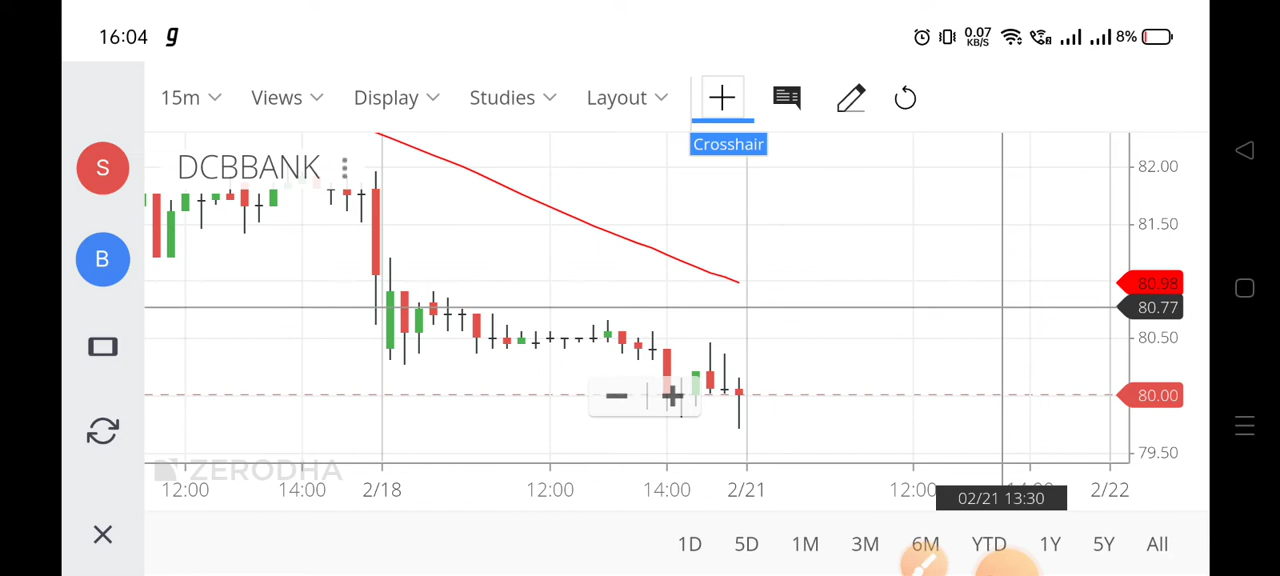 16:04 g 0.07 KB/S 8%
15m Views Display Studies Layout
Crosshair
S DCBBANK
B
82.00
81.50
80.98
80.77
80.50
80.00
79.50
ZERODHA
12:00 14:00 2/18 12:00 14:00 2/21 12:00 14:00 2/22
02/21 13:30
1D 5D 1M 3M 6M YTD 1Y 5Y All